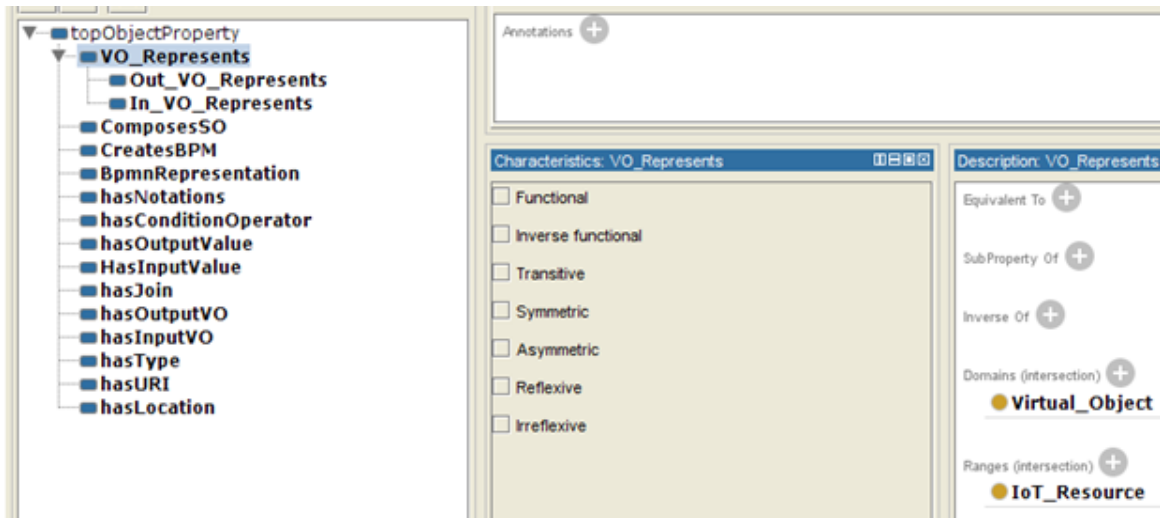 topObjectProperty
VO_Represents
Out_VO_Represents
In_VO_Represents
ComposesSO
CreatesBPM
BpmnRepresentation
hasNotations
hasConditionOperator
hasOutputValue
HasInputValue
hasJoin
hasOutputVO
hasInputVO
hasType
hasURI
hasLocation
Annotations
Characteristics: VO_Represents
Functional
Inverse functional
Transitive
Symmetric
Asymmetric
Reflexive
Irreflexive
Description: VO_Represents
Equivalent To
SubProperty Of
Inverse Of
Domains (intersection)
Virtual_Object
Ranges (intersection)
IoT_Resource